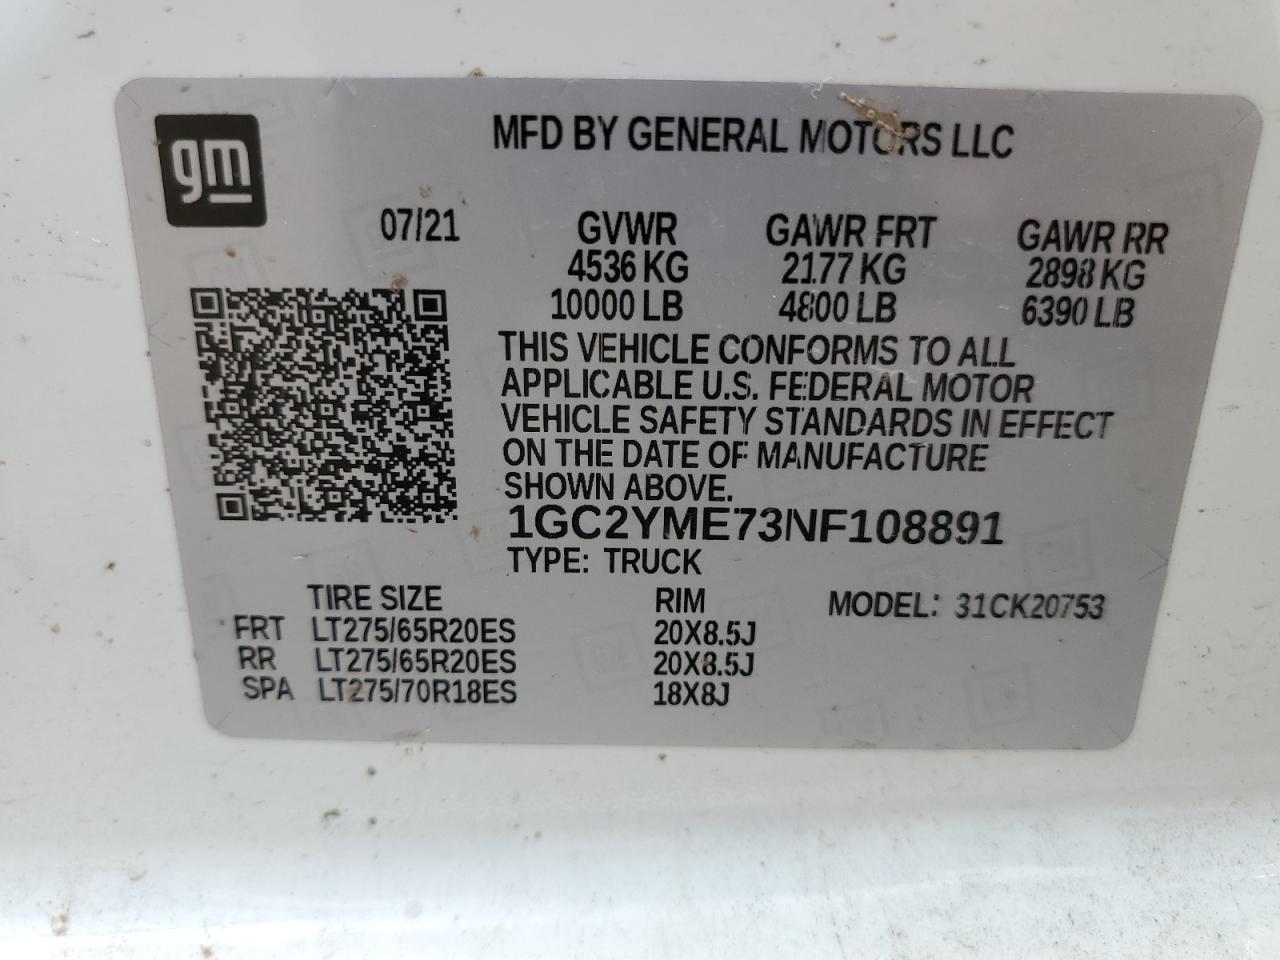 gm
MFD BY GENERAL MOTORS LLC
07/21 GVWR GAWR FRT GAWR RR
4536 KG 2177 KG 2898 KG
10000 LB 4800 LB 6390 LB
THIS VEHICLE CONFORMS TO ALL
APPLICABLE U.S. FEDERAL MOTOR
VEHICLE SAFETY STANDARDS IN EFFECT
ON THE DATE OF MANUFACTURE
SHOWN ABOVE.
1GC2YME73NF108891
TYPE: TRUCK
TIRE SIZE RIM MODEL: 31CK20753
FRT LT275/65R20ES 20X8.5J
RR LT275/65R20ES 20X8.5J
SPA LT275/70R18ES 18X8J